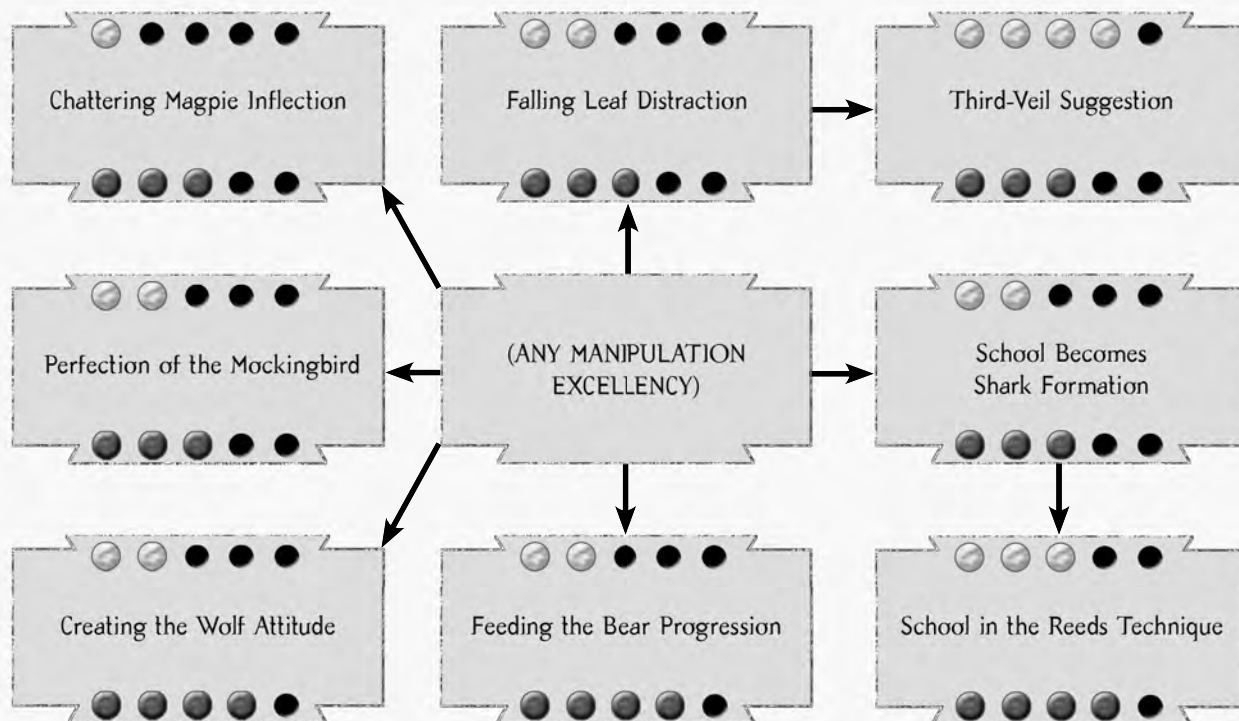 Chattering Magpie Inflection
Falling Leaf Distraction
Third-Veil Suggestion
Perfection of the Mockingbird
(ANY MANIPULATION
EXCELLENCY)
School Becomes
Shark Formation
Creating the Wolf Attitude
Feeding the Bear Progression
School in the Reeds Technique